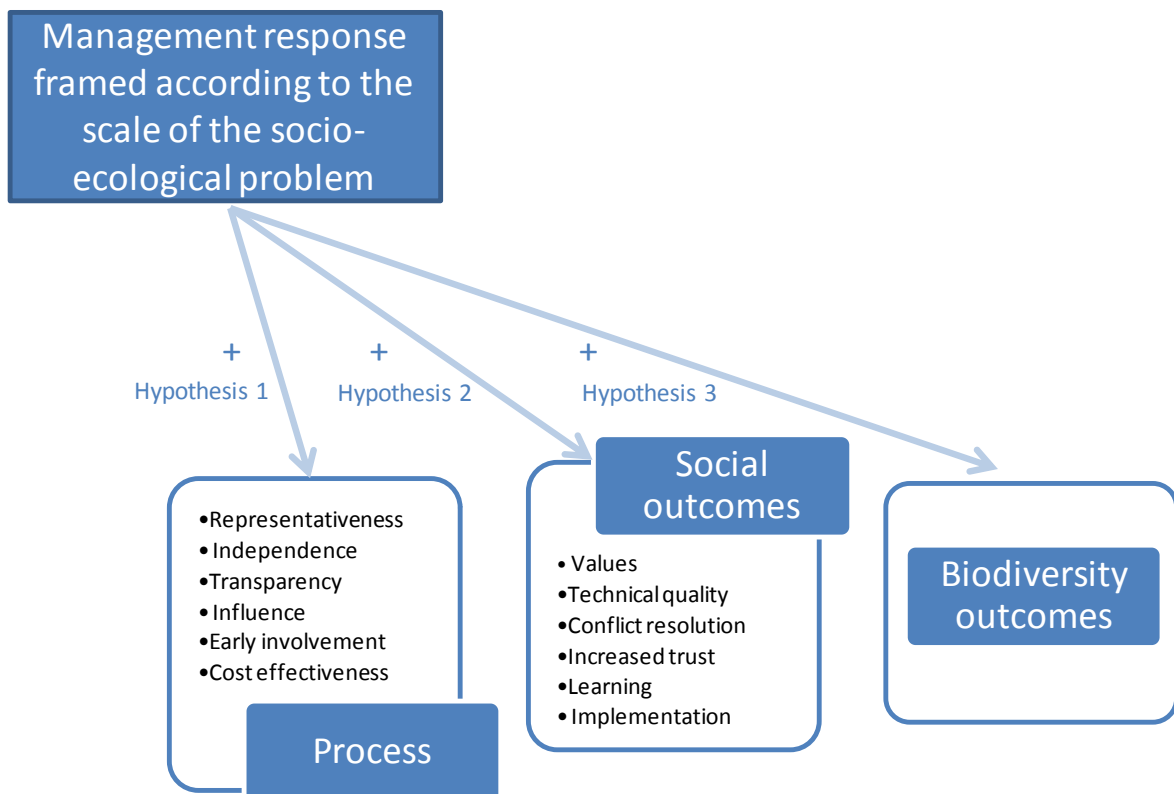 Management response
framed according to the
scale of the socio-
ecological problem
+
Hypothesis 1
+
Hypothesis 2
+
Hypothesis 3
•Representativeness
• Independence
•Transparency
• Influence
•Early involvement
•Cost effectiveness
Process
Social
outcomes
• Values
•Technical quality
•Conflict resolution
•Increased trust
•Learning
• Implementation
Biodiversity
outcomes